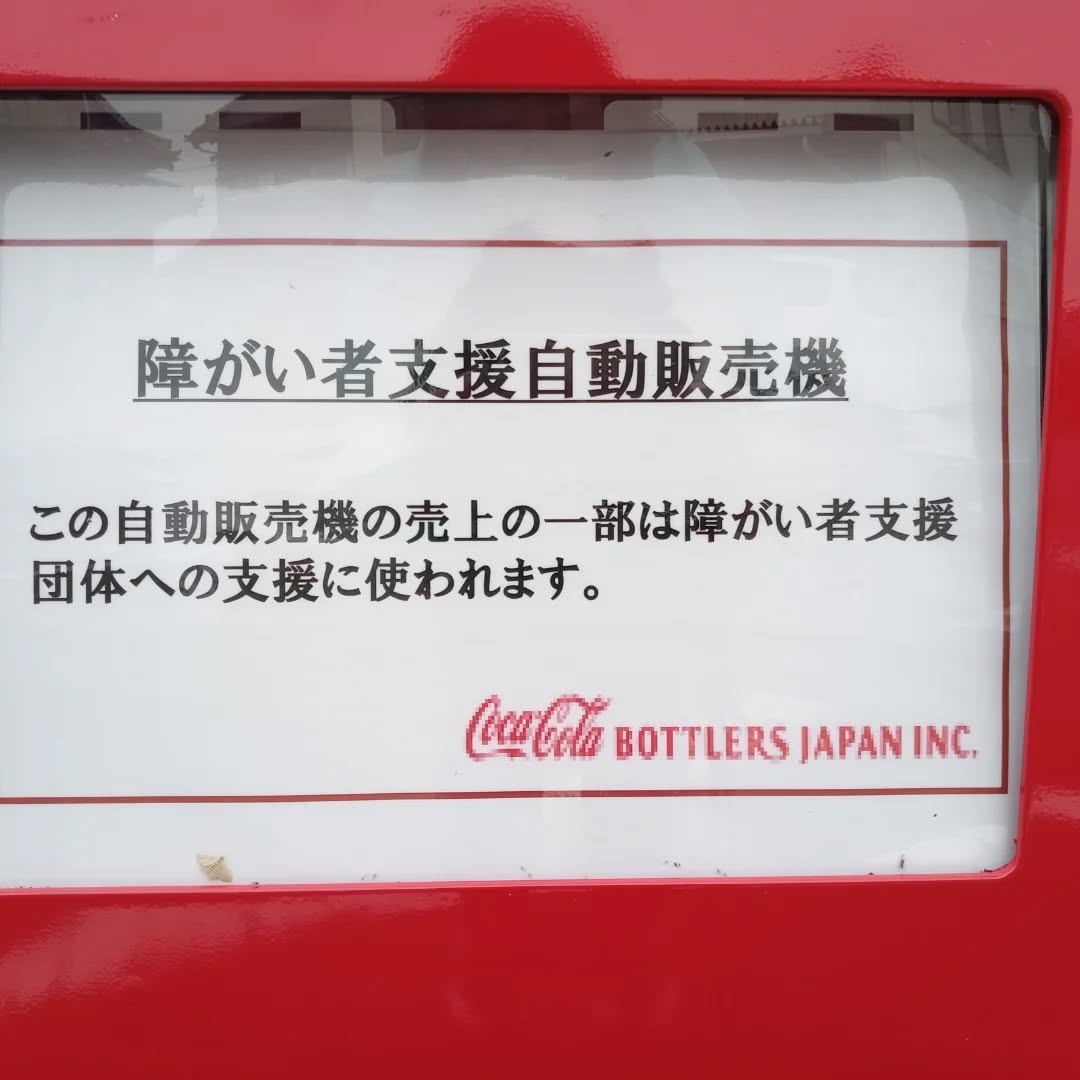 障がい者支援自動販売機
この自動販売機の売上の一部は障がい者支援
団体への支援に使われます。
Coca-Cola BOTTLERS JAPAN INC.